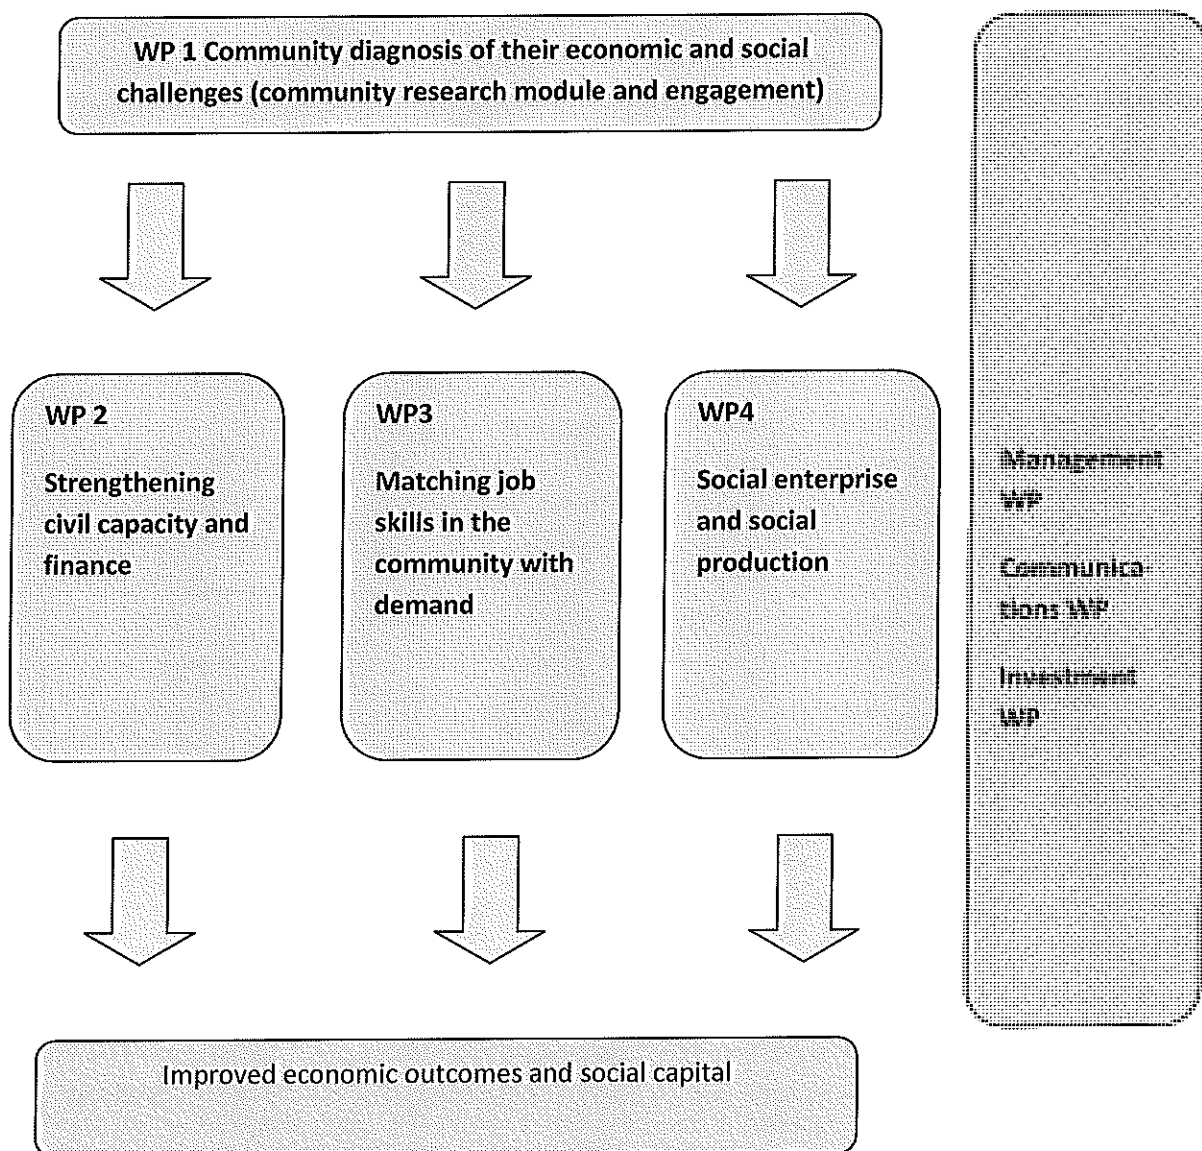 WP 1 Community diagnosis of their economic and social
challenges (community research module and engagement)
WP 2
Strengthening
civil capacity and
finance
WP3
Matching job
skills in the
community with
demand
WP4
Social enterprise
and social
production
Management
WP
Communica-
tions WP
Investment
WP
Improved economic outcomes and social capital